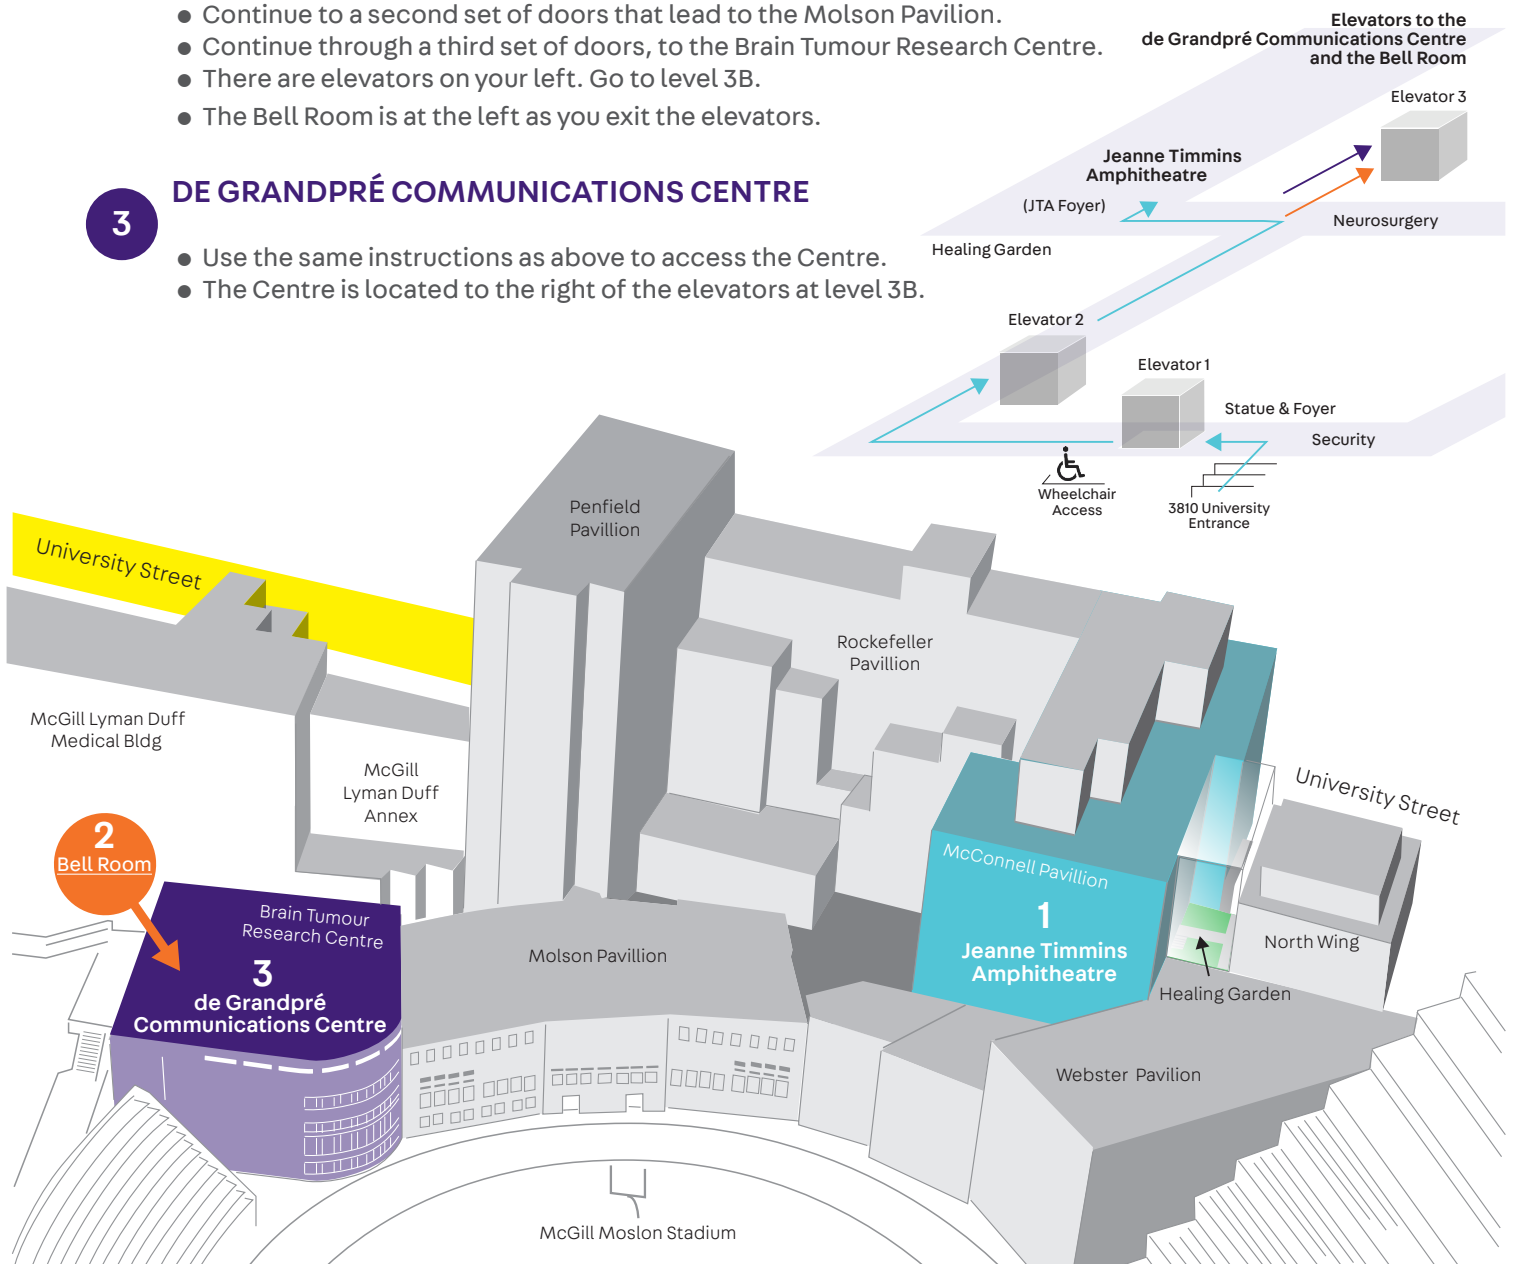 ● Continue to a second set of doors that lead to the Molson Pavilion.
● Continue through a third set of doors, to the Brain Tumour Research Centre.
● There are elevators on your left. Go to level 3B.
● The Bell Room is at the left as you exit the elevators.
3
DE GRANDPRÉ COMMUNICATIONS CENTRE
● Use the same instructions as above to access the Centre.
● The Centre is located to the right of the elevators at level 3B.
Elevators to the
de Grandpré Communications Centre
and the Bell Room
Elevator 3
Jeanne Timmins
Amphitheatre
(JTA Foyer)
Neurosurgery
Healing Garden
Elevator 2
Elevator 1
Statue & Foyer
Security
Wheelchair
Access
3810 University
Entrance
Penfield
Pavillion
University Street
Rockefeller
Pavillion
McGill Lyman Duff
Medical Bldg
McGill
Lyman Duff
Annex
University Street
2
Bell Room
McConnell Pavillion
1
Jeanne Timmins
Amphitheatre
Brain Tumour
Research Centre
3
de Grandpré
Communications Centre
Molson Pavillion
North Wing
Healing Garden
Webster Pavilion
McGill Moslon Stadium